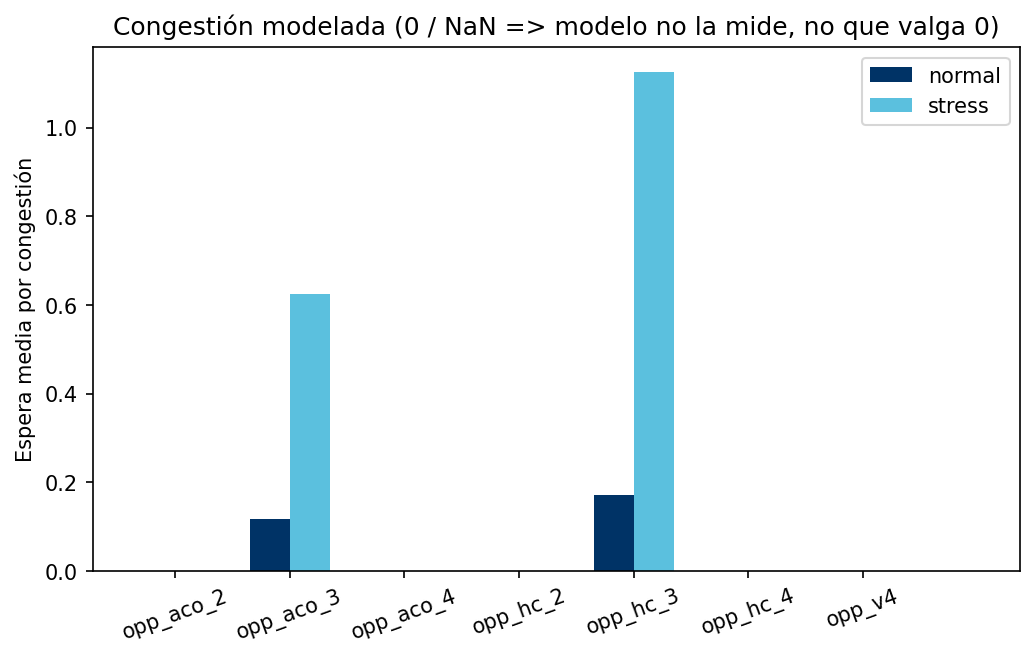 Congestión modelada (0 / NaN => modelo no la mide, no que valga 0)
normal
stress
Espera media por congestión
1.0
0.8
0.6
0.4
0.2
0.0
opp_aco_2
opp_aco_3
opp_aco_4
opp_hc_2
opp_hc_3
opp_hc_4
opp_v4